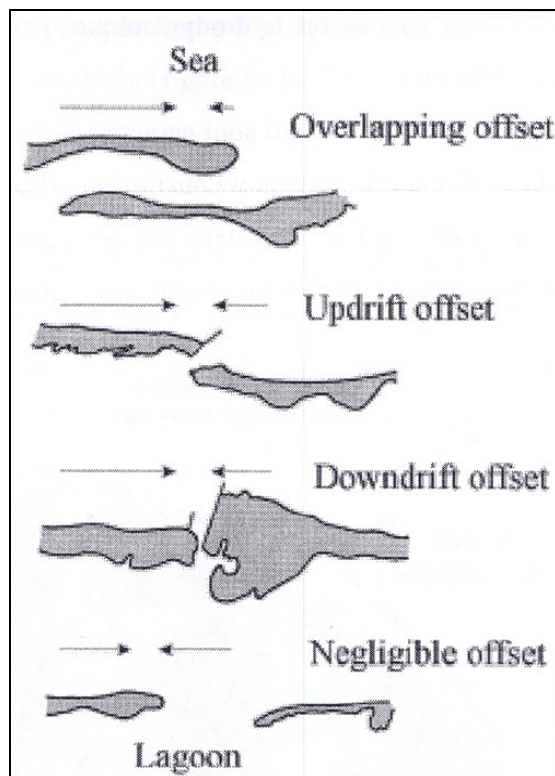 Sea
Overlapping offset
Updrift offset
Downdrift offset
Negligible offset
Lagoon